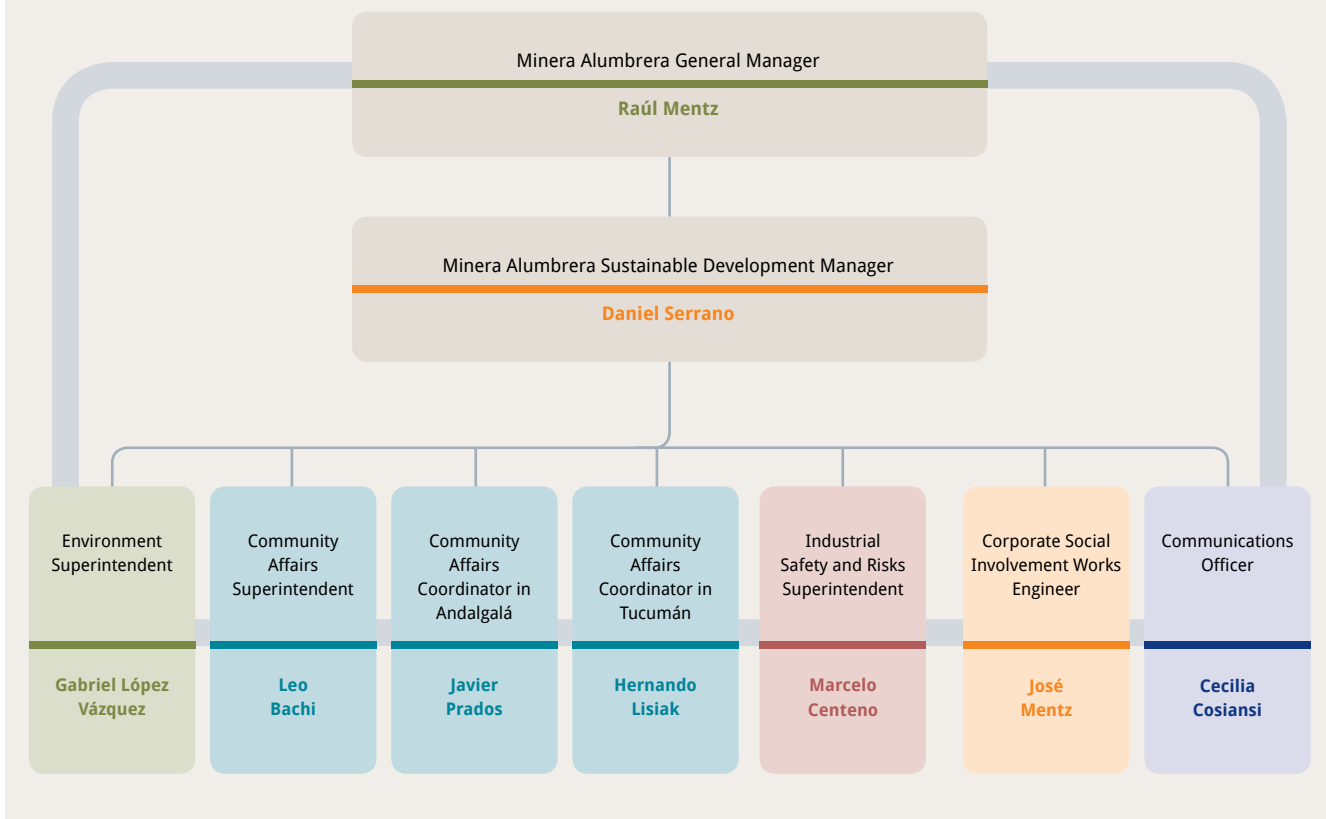 Minera Alumbrera General Manager
Raúl Mentz
Minera Alumbrera Sustainable Development Manager
Daniel Serrano
Environment
Superintendent
Gabriel López
Vázquez
Community
Affairs
Superintendent
Leo
Bachi
Community
Affairs
Coordinator in
Andalgalá
Javier
Prados
Community
Affairs
Coordinator in
Tucumán
Hernando
Lisiak
Industrial
Safety and Risks
Superintendent
Marcelo
Centeno
Corporate Social
Involvement Works
Engineer
José
Mentz
Communications
Officer
Cecilia
Cosiansi